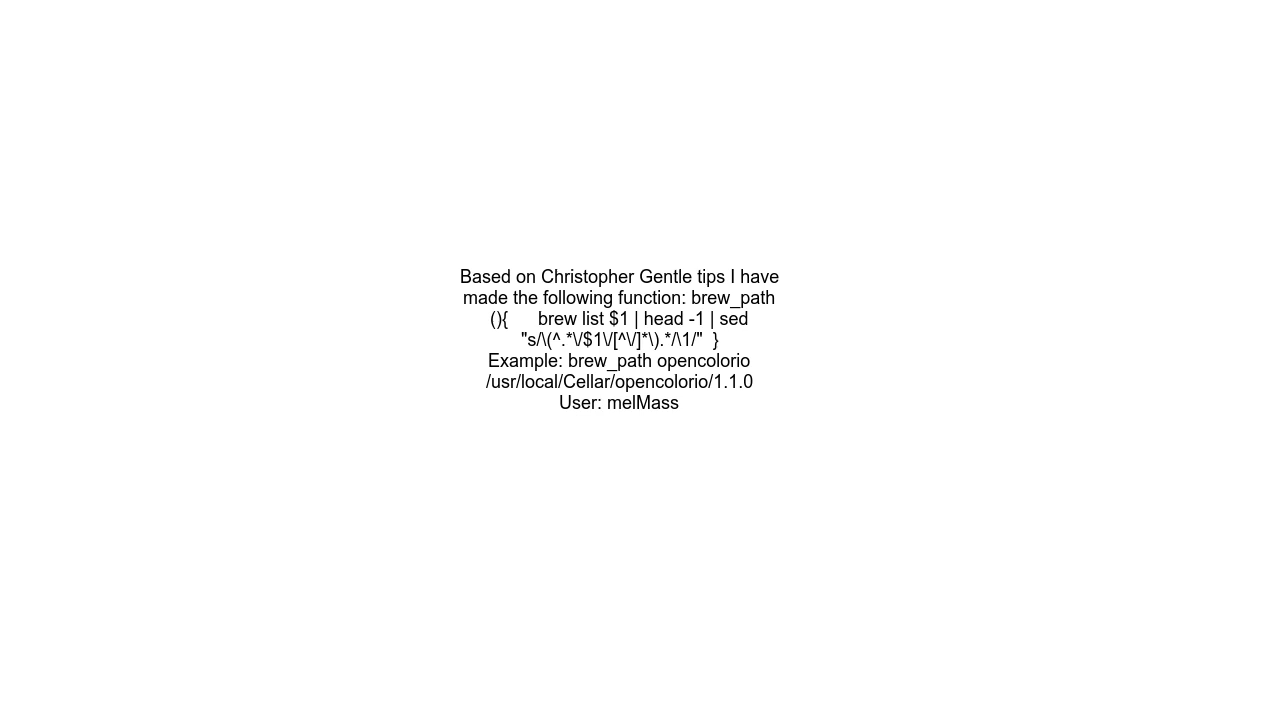 Based on Christopher Gentle tips I have
made the following function: brew_path
(){      brew list $1 | head -1 | sed
"s/\(^.*\/$1\/[^\/]*\).*/\1/"  }
Example: brew_path opencolorio
/usr/local/Cellar/opencolorio/1.1.0
User: melMass